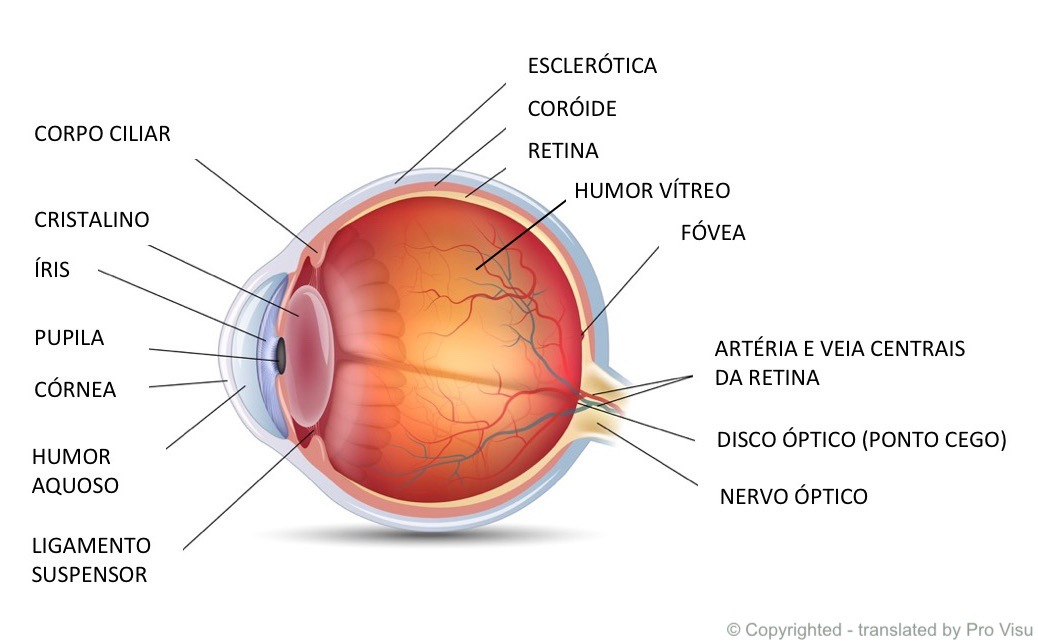 ESCLERÓTICA
CORÓIDE
CORPO CILIAR
RETINA
HUMOR VÍTREO
CRISTALINO
FÓVEA
ÍRIS
PUPILA
ARTÉRIA E VEIA CENTRAIS
DA RETINA
CÓRNEA
DISCO ÓPTICO (PONTO CEGO)
HUMOR
AQUOSO
NERVO ÓPTICO
LIGAMENTO
SUSPENSOR
© Copyrighted - translated by Pro Visu